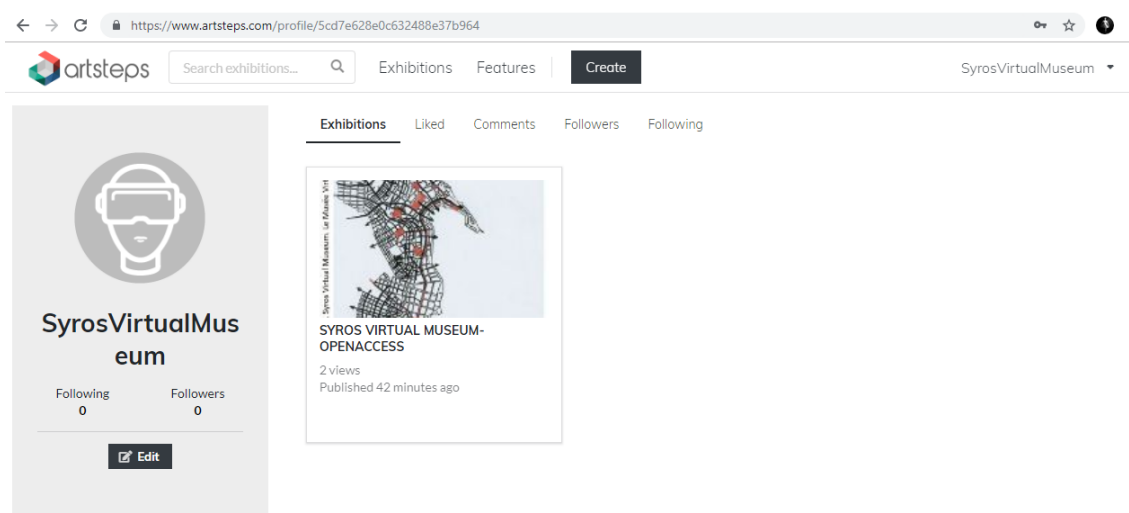 https://www.artsteps.com/profile/5cd7e628e0c632488e37b964
artsteps
Search exhibitions...
Exhibitions
Features
Create
SyrosVirtualMuseum
SyrosVirtualMus
eum
Following
Followers
0
0
Edit
Exhibitions
Liked
Comments
Followers
Following
Syros Virtual Museum. Le Musée Virt
SYROS VIRTUAL MUSEUM-
OPENACCESS
2 views
Published 42 minutes ago